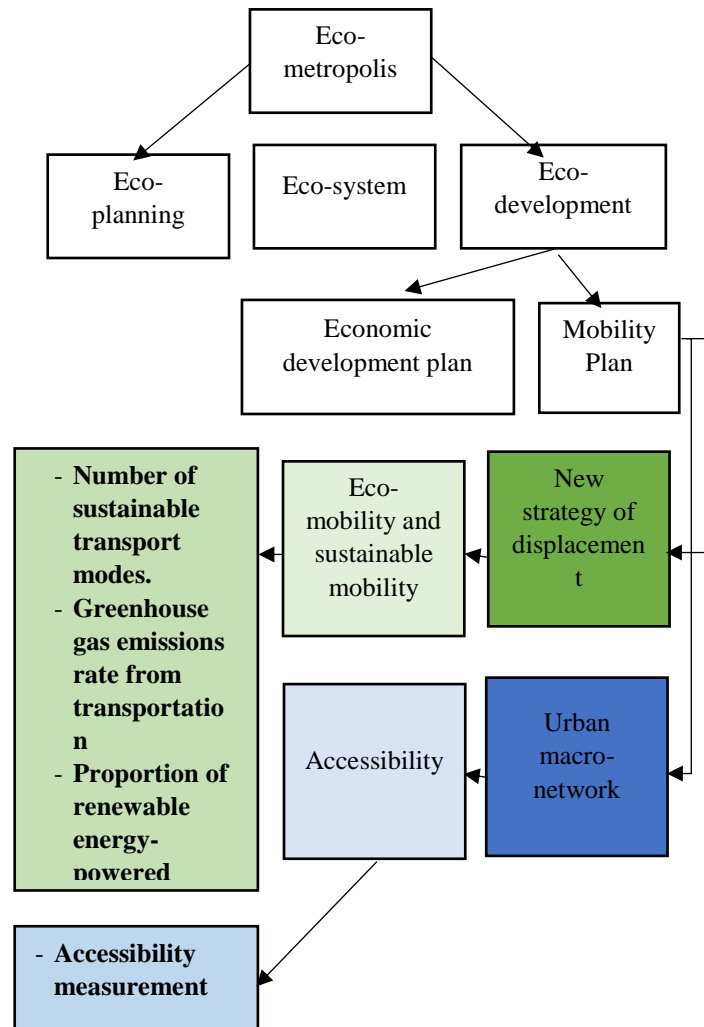 Eco-
metropolis
Eco-
planning
Eco-system
Eco-
development
Economic
development plan
Mobility
Plan
- Number of
sustainable
transport
modes.
- Greenhouse
gas emissions
rate from
transportatio
n
- Proportion of
renewable
energy-
powered
Eco-
mobility and
sustainable
mobility
New
strategy of
displacemen
t
Accessibility
Urban
macro-
network
- Accessibility
measurement